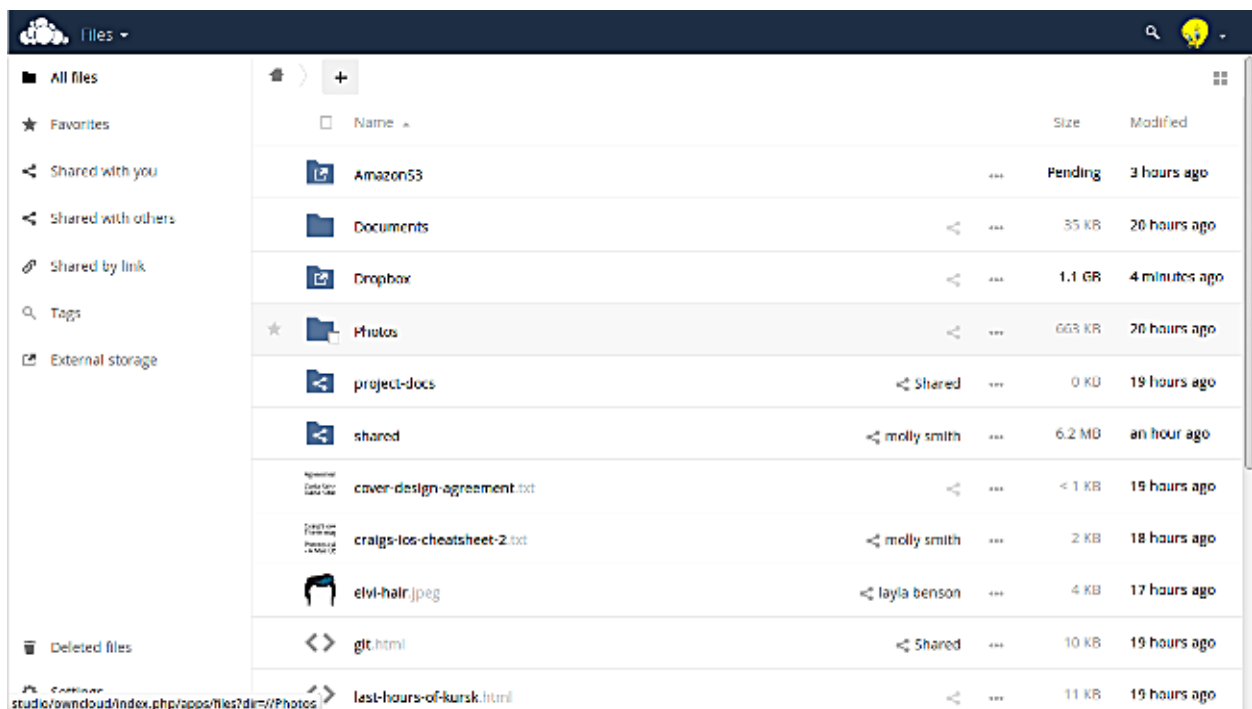 Files
All files
+
Favorites
Name
Size
Modified
Shared with you
AmazonS3
...
Pending
3 hours ago
Shared with others
Documents
...
35 KB
20 hours ago
Shared by link
Dropbox
...
1.1 GB
4 minutes ago
Tags
Photos
...
663 KB
20 hours ago
External storage
project-docs
Shared
...
0 KB
19 hours ago
shared
molly smith
...
6.2 MB
an hour ago
cover-design-agreement.txt
...
< 1 KB
19 hours ago
craigs-ios-cheatsheet-2.txt
molly smith
...
2 KB
18 hours ago
elvi-hair.jpeg
layla benson
...
4 KB
17 hours ago
Deleted files
git.html
Shared
...
10 KB
19 hours ago
Settings
last-hours-of-kursk.html
...
11 KB
19 hours ago
studio/owncloud/index.php/apps/files?dir=//Photos